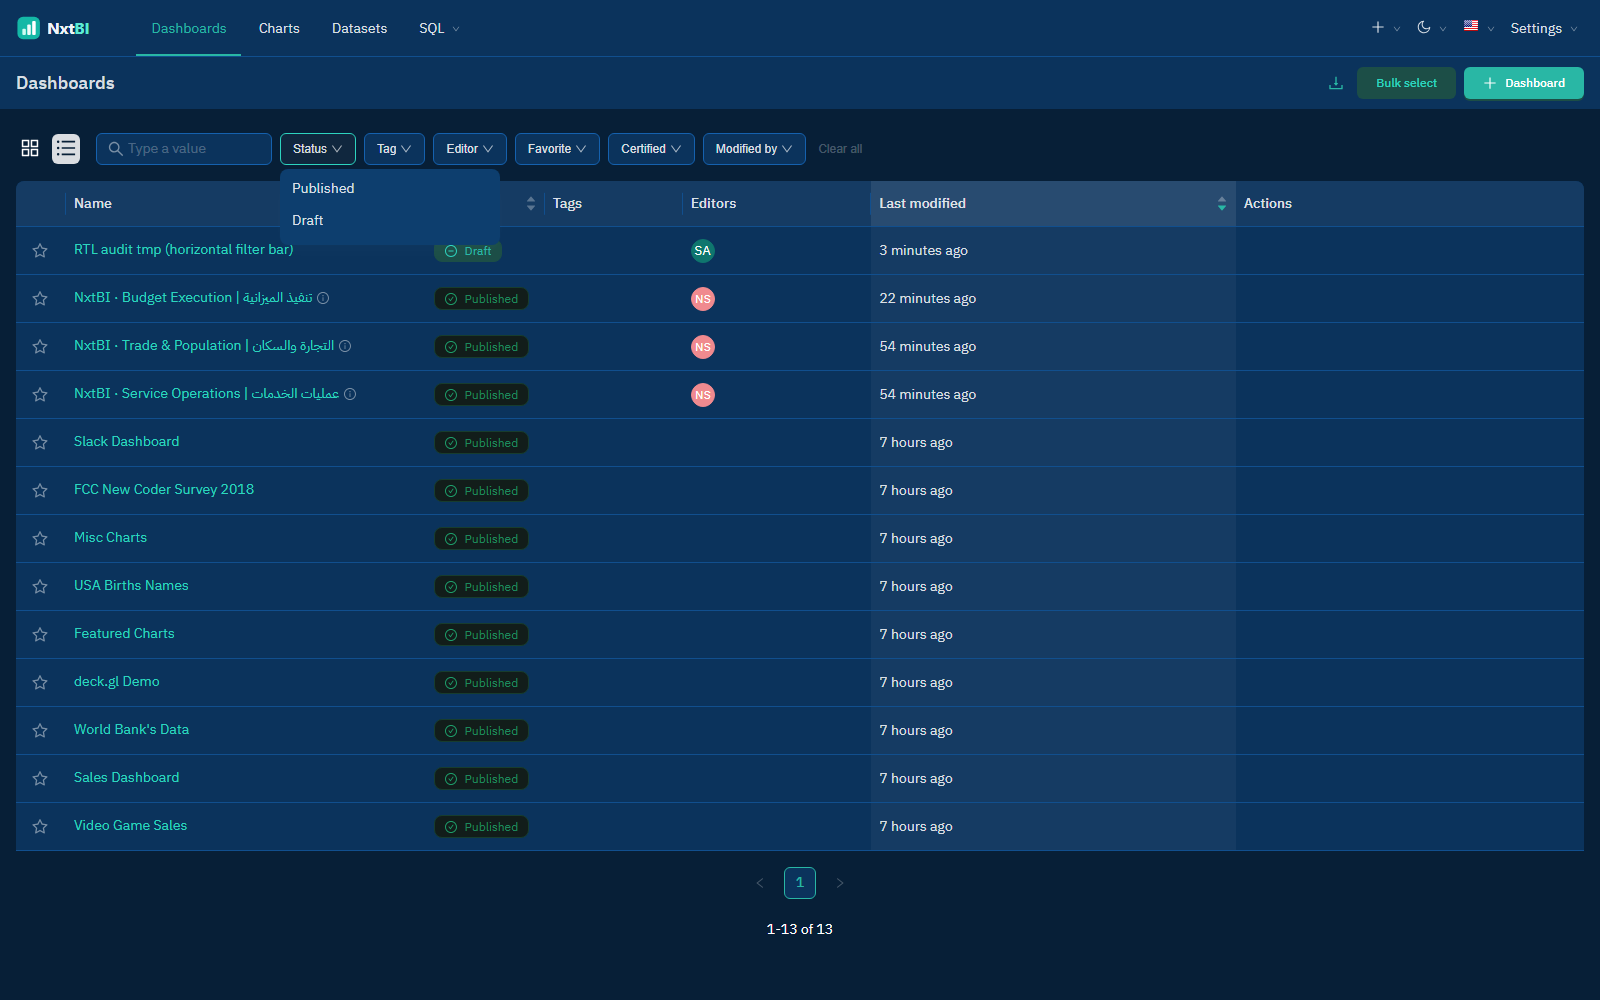 NxtBI
Dashboards
Charts
Datasets
SQL
Settings
Dashboards
Bulk select
Dashboard
Type a value
Status
Tag
Editor
Favorite
Certified
Modified by
Clear all
Published
Draft
Name
Tags
Editors
Last modified
Actions
RTL audit tmp (horizontal filter bar) Draft SA 3 minutes ago
NxtBI · Budget Execution | تنفيذ الميزانية Published NS 22 minutes ago
NxtBI · Trade & Population | التجارة والسكان Published NS 54 minutes ago
NxtBI · Service Operations | عمليات الخدمات Published NS 54 minutes ago
Slack Dashboard Published 7 hours ago
FCC New Coder Survey 2018 Published 7 hours ago
Misc Charts Published 7 hours ago
USA Births Names Published 7 hours ago
Featured Charts Published 7 hours ago
deck.gl Demo Published 7 hours ago
World Bank's Data Published 7 hours ago
Sales Dashboard Published 7 hours ago
Video Game Sales Published 7 hours ago
1
1-13 of 13